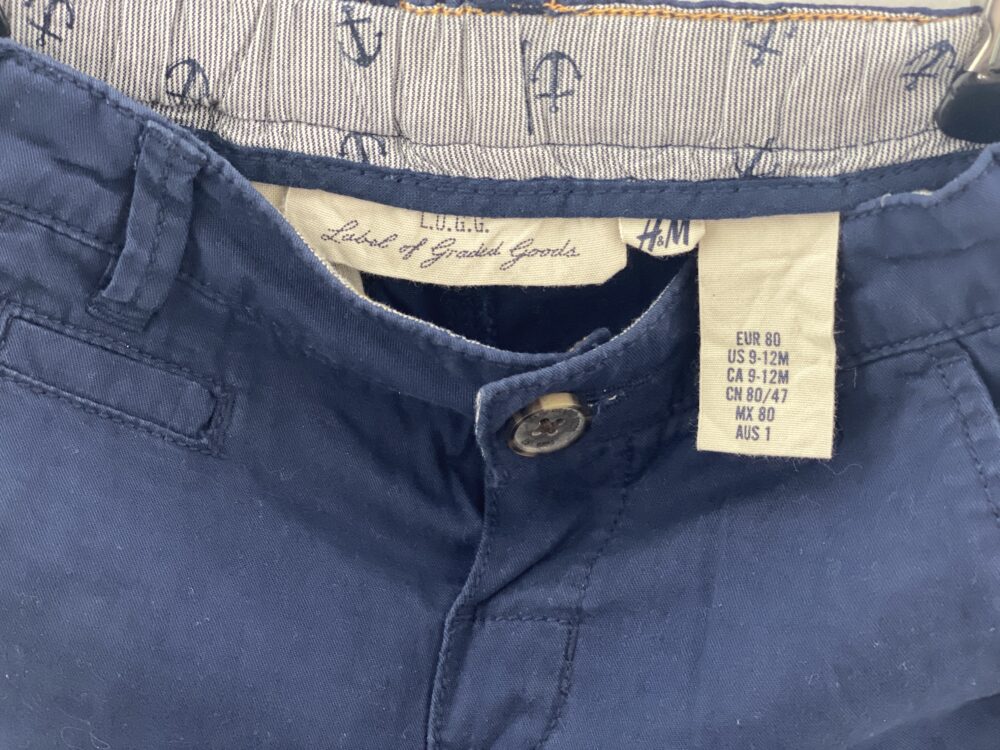 L.O.G.G.
Label of Graded Goods
H&M
EUR 80
US 9-12M
CA 9-12M
CN 80/47
MX 80
AUS 1